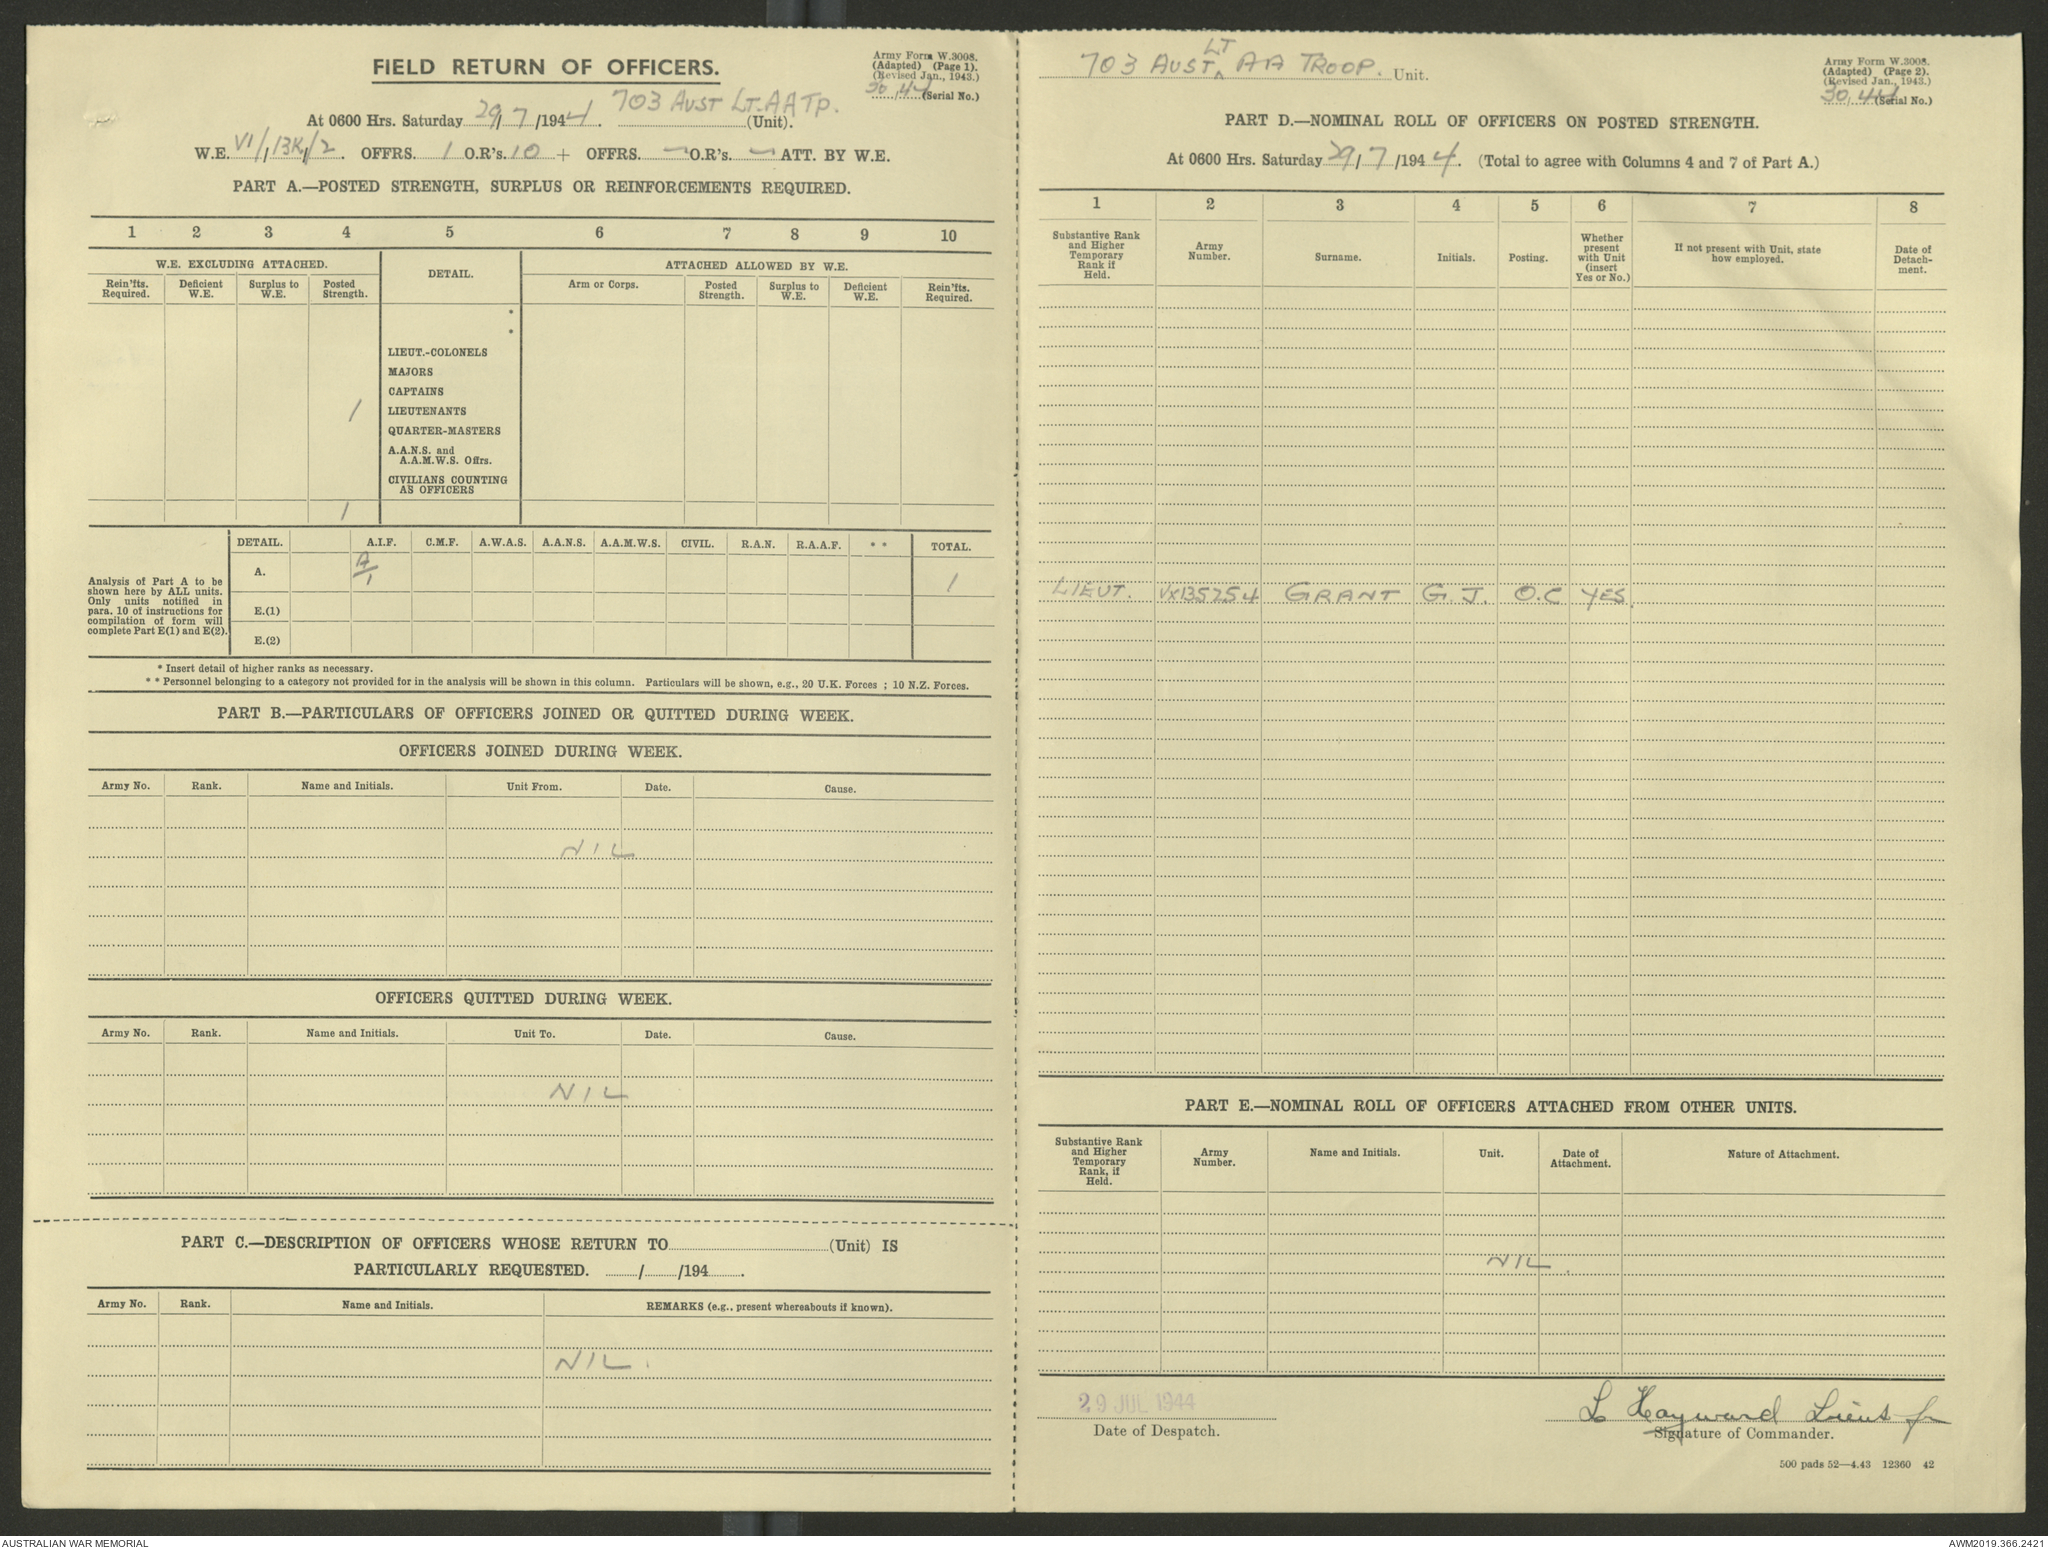 FIELD RETURN OF OFFICERS.
Army Form W.3008.
(Adapted) (Page 1).
(Revised Jan., 1943.)
30/44 (Serial No.)
At 0600 Hrs. Saturday 29/7/1944. 703 AUST LT. AA TP. (Unit).
W.E. VI/13K/2. OFFRS. 1 O.R's. 10 + OFFRS. — O.R's. — ATT. BY W.E.
PART A.—POSTED STRENGTH, SURPLUS OR REINFORCEMENTS REQUIRED.
1 2 3 4 5 6 7 8 9 10
W.E. EXCLUDING ATTACHED. DETAIL. ATTACHED ALLOWED BY W.E.
Rein'fts. Required. Deficient W.E. Surplus to W.E. Posted Strength. Arm or Corps. Posted Strength. Surplus to W.E. Deficient W.E. Rein'fts. Required.
*
*
LIEUT.-COLONELS
MAJORS
CAPTAINS
1 LIEUTENANTS
QUARTER-MASTERS
A.A.N.S. and
A.A.M.W.S. Offrs.
CIVILIANS COUNTING
AS OFFICERS
1
DETAIL. A.I.F. C.M.F. A.W.A.S. A.A.N.S. A.A.M.W.S. CIVIL. R.A.N. R.A.A.F. * * TOTAL.
Analysis of Part A to be
shown here by ALL units.
Only units notified in
para. 10 of instructions for
compilation of form will
complete Part E(1) and E(2).
A. A/1 1
E.(1)
E.(2)
* Insert detail of higher ranks as necessary.
* * Personnel belonging to a category not provided for in the analysis will be shown in this column. Particulars will be shown, e.g., 20 U.K. Forces ; 10 N.Z. Forces.
PART B.—PARTICULARS OF OFFICERS JOINED OR QUITTED DURING WEEK.
OFFICERS JOINED DURING WEEK.
Army No. Rank. Name and Initials. Unit From. Date. Cause.
NIL
OFFICERS QUITTED DURING WEEK.
Army No. Rank. Name and Initials. Unit To. Date. Cause.
NIL
PART C.—DESCRIPTION OF OFFICERS WHOSE RETURN TO (Unit) IS
PARTICULARLY REQUESTED. / /194 .
Army No. Rank. Name and Initials. REMARKS (e.g., present whereabouts if known).
NIL.
703 AUST LT AA TROOP. Unit.
Army Form W.3008.
(Adapted) (Page 2).
(Revised Jan., 1943.)
30/44 (Serial No.)
PART D.—NOMINAL ROLL OF OFFICERS ON POSTED STRENGTH.
At 0600 Hrs. Saturday 29/7/1944. (Total to agree with Columns 4 and 7 of Part A.)
1 2 3 4 5 6 7 8
Substantive Rank and Higher Temporary Rank if Held. Army Number. Surname. Initials. Posting. Whether present with Unit (insert Yes or No.) If not present with Unit, state how employed. Date of Detach-ment.
LIEUT. VX135254 GRANT G. J. O.C YES.
PART E.—NOMINAL ROLL OF OFFICERS ATTACHED FROM OTHER UNITS.
Substantive Rank and Higher Temporary Rank, if Held. Army Number. Name and Initials. Unit. Date of Attachment. Nature of Attachment.
NIL.
29 JUL 1944
Date of Despatch.
L Hayward Lieut for
Signature of Commander.
500 pads 52—4.43 12360 42
AUSTRALIAN WAR MEMORIAL
AWM2019.366.2421